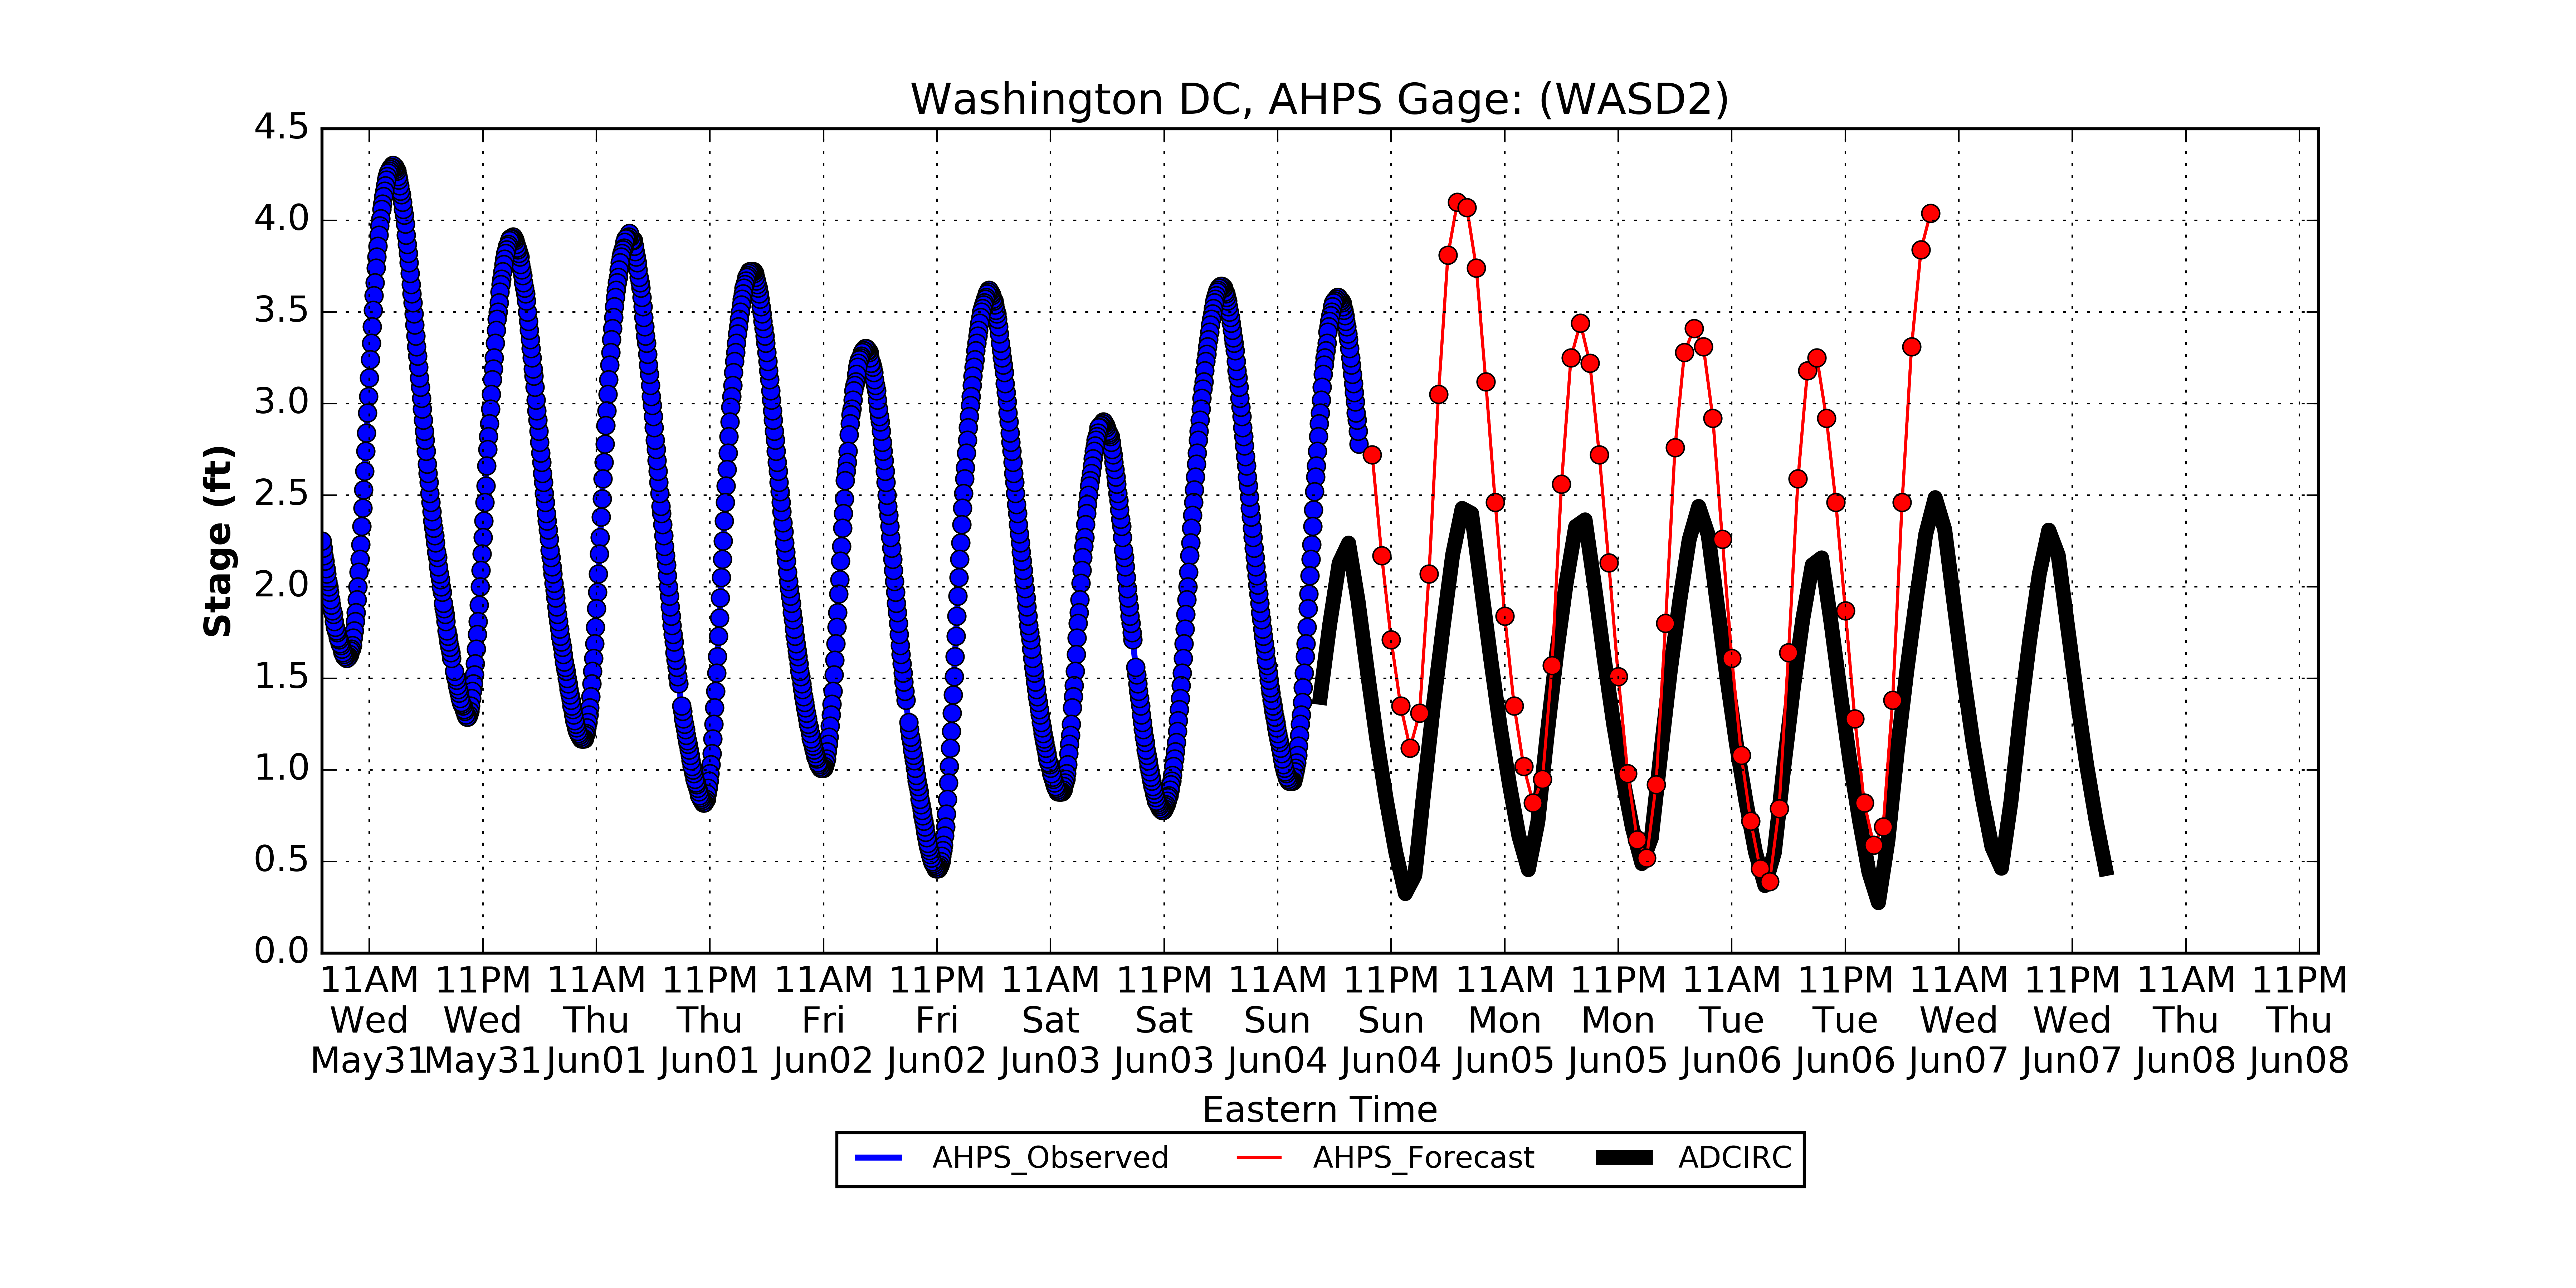 Washington DC, AHPS Gage: (WASD2)
4.5
4.0
3.5
3.0
2.5
2.0
1.5
1.0
0.5
0.0
Stage (ft)
11AM 11PM 11AM 11PM 11AM 11PM 11AM 11PM 11AM 11PM 11AM 11PM 11AM 11PM 11AM 11PM 11AM 11PM
Wed Wed Thu Thu Fri Fri Sat Sat Sun Sun Mon Mon Tue Tue Wed Wed Thu Thu
May31 May31 Jun01 Jun01 Jun02 Jun02 Jun03 Jun03 Jun04 Jun04 Jun05 Jun05 Jun06 Jun06 Jun07 Jun07 Jun08 Jun08
Eastern Time
AHPS_Observed AHPS_Forecast ADCIRC